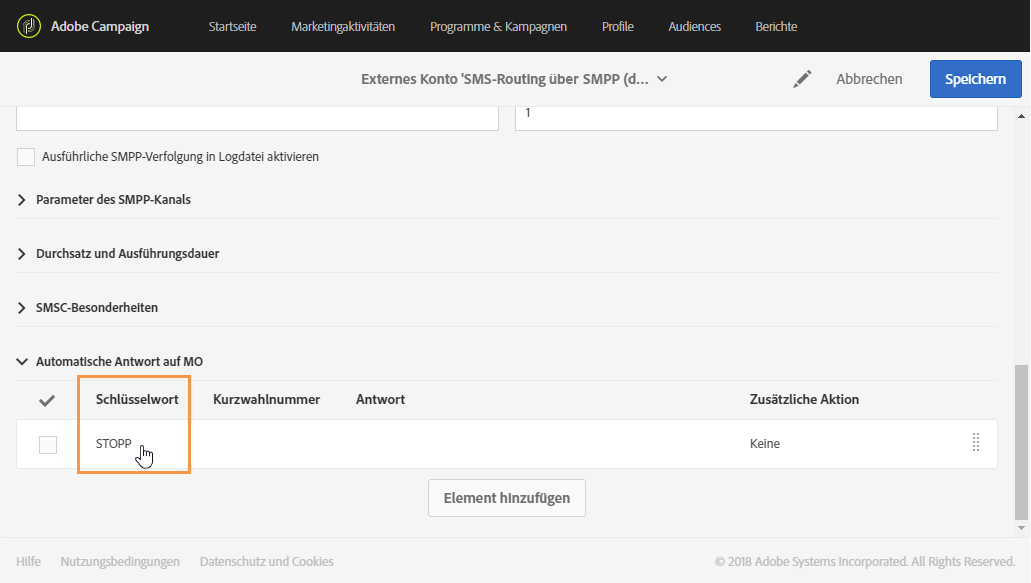 Adobe Campaign Startseite Marketingaktivitäten Programme & Kampagnen Profile Audiences Berichte
Externes Konto 'SMS-Routing über SMPP (d... Abbrechen Speichern
1
Ausführliche SMPP-Verfolgung in Logdatei aktivieren
Parameter des SMPP-Kanals
Durchsatz und Ausführungsdauer
SMSC-Besonderheiten
Automatische Antwort auf MO
Schlüsselwort Kurzwahlnummer Antwort Zusätzliche Aktion
STOPP Keine
Element hinzufügen
Hilfe Nutzungsbedingungen Datenschutz und Cookies © 2018 Adobe Systems Incorporated. All Rights Reserved.